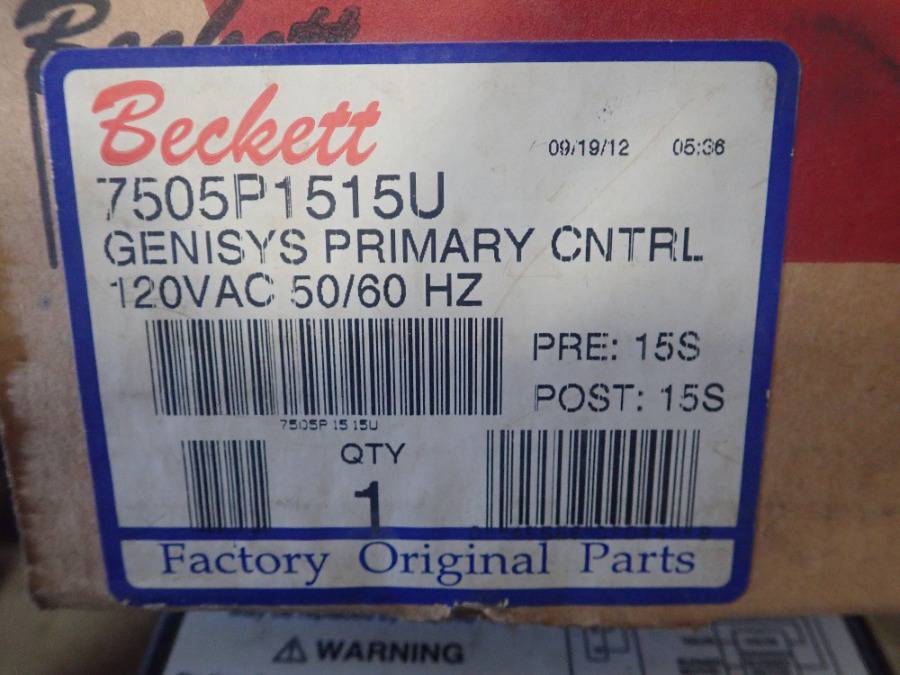 Beckett
Beckett
09/19/12 05:36
7505P1515U
GENISYS PRIMARY CNTRL
120VAC 50/60 HZ
PRE: 15S
POST: 15S
7505P1515U
QTY
1
Factory Original Parts
⚠ WARNING